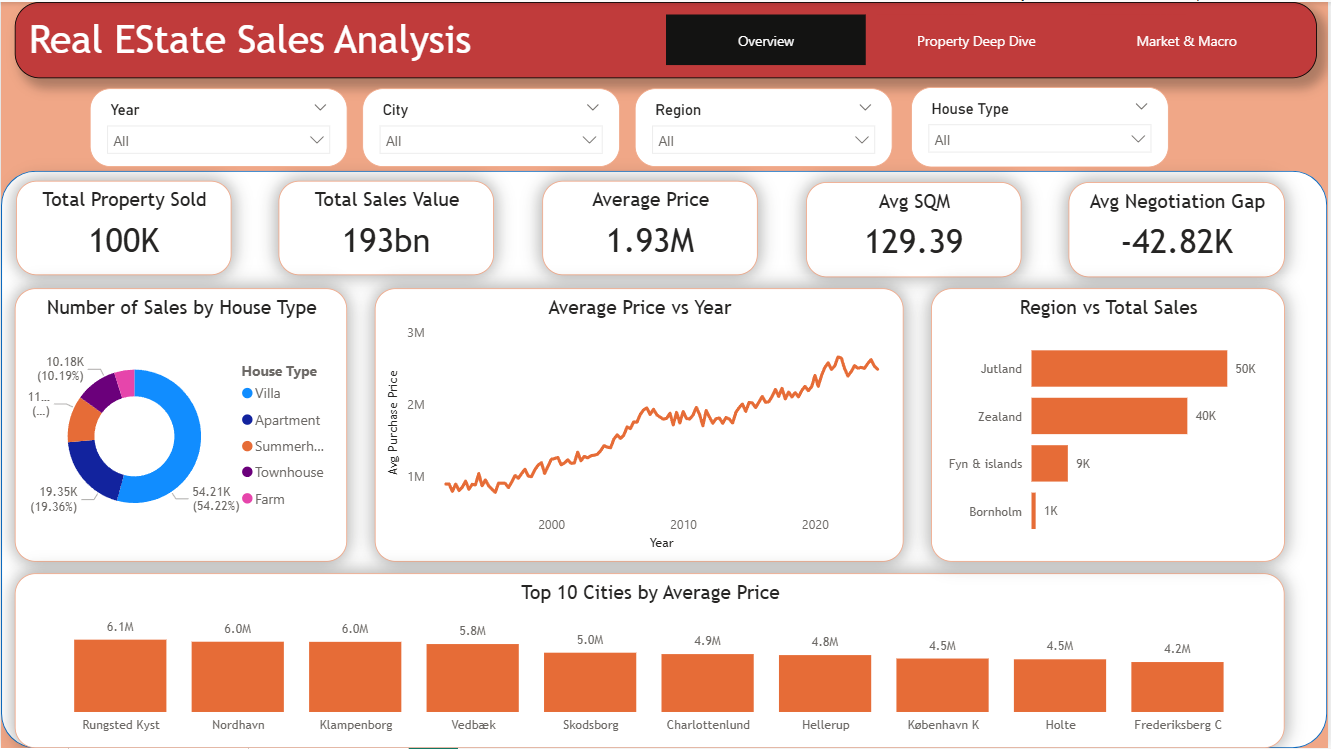 Real EState Sales Analysis
Overview
Property Deep Dive
Market & Macro
Year
All
City
All
Region
All
House Type
All
Total Property Sold
100K
Total Sales Value
193bn
Average Price
1.93M
Avg SQM
129.39
Avg Negotiation Gap
-42.82K
Number of Sales by House Type
10.18K
(10.19%)
11...
(...)
19.35K
(19.36%)
54.21K
(54.22%)
House Type
Villa
Apartment
Summerh...
Townhouse
Farm
Average Price vs Year
Avg Purchase Price
3M
2M
1M
2000
2010
2020
Year
Region vs Total Sales
Jutland
50K
Zealand
40K
Fyn & islands
9K
Bornholm
1K
Top 10 Cities by Average Price
6.1M
6.0M
6.0M
5.8M
5.0M
4.9M
4.8M
4.5M
4.5M
4.2M
Rungsted Kyst
Nordhavn
Klampenborg
Vedbæk
Skodsborg
Charlottenlund
Hellerup
København K
Holte
Frederiksberg C